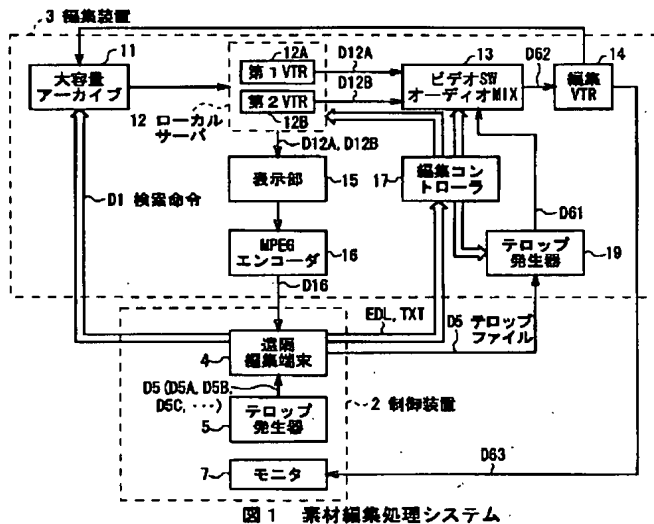 3 編集装置
11
大容量
アーカイブ
12A
第1 VTR
第2 VTR
12B
12 ローカル
サーバ
D12A
D12B
13
ビデオSW
オーディオMIX
D62
14
編集
VTR
D12A, D12B
表示部
15
17
編集コント
ローラ
D61
D1 検索命令
MPEG
エンコーダ
16
テロップ
発生器
19
D16
EDL, TXT
D5 テロップ
ファイル
4
遠隔
編集端末
D5 (D5A, D5B,
D5C, ・・・)
5
テロップ
発生器
2 制御装置
7
モニタ
D63
図1 素材編集処理システム